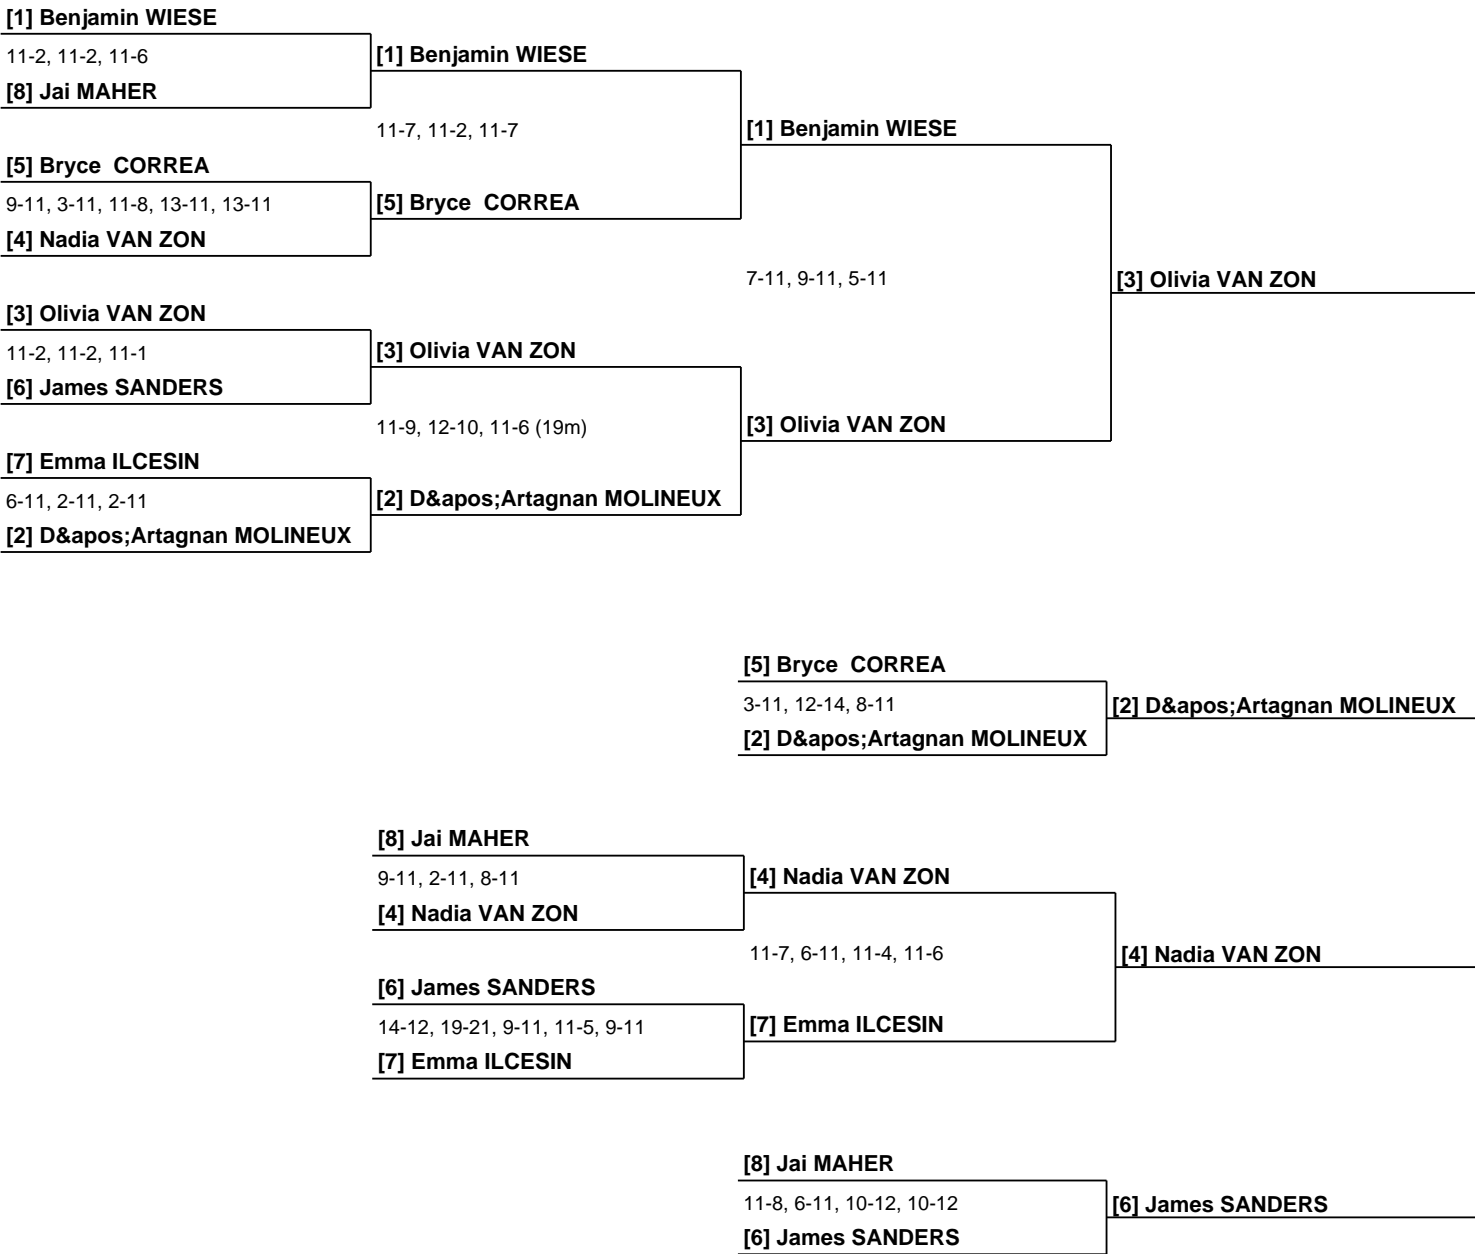 [1] Benjamin WIESE
11-2, 11-2, 11-6
[1] Benjamin WIESE
[8] Jai MAHER
11-7, 11-2, 11-7
[1] Benjamin WIESE
[5] Bryce  CORREA
9-11, 3-11, 11-8, 13-11, 13-11
[5] Bryce  CORREA
[4] Nadia VAN ZON
7-11, 9-11, 5-11
[3] Olivia VAN ZON
[3] Olivia VAN ZON
11-2, 11-2, 11-1
[3] Olivia VAN ZON
[6] James SANDERS
11-9, 12-10, 11-6 (19m)
[3] Olivia VAN ZON
[7] Emma ILCESIN
6-11, 2-11, 2-11
[2] D&apos;Artagnan MOLINEUX
[2] D&apos;Artagnan MOLINEUX
[5] Bryce  CORREA
3-11, 12-14, 8-11
[2] D&apos;Artagnan MOLINEUX
[2] D&apos;Artagnan MOLINEUX
[8] Jai MAHER
9-11, 2-11, 8-11
[4] Nadia VAN ZON
[4] Nadia VAN ZON
11-7, 6-11, 11-4, 11-6
[4] Nadia VAN ZON
[6] James SANDERS
14-12, 19-21, 9-11, 11-5, 9-11
[7] Emma ILCESIN
[7] Emma ILCESIN
[8] Jai MAHER
11-8, 6-11, 10-12, 10-12
[6] James SANDERS
[6] James SANDERS